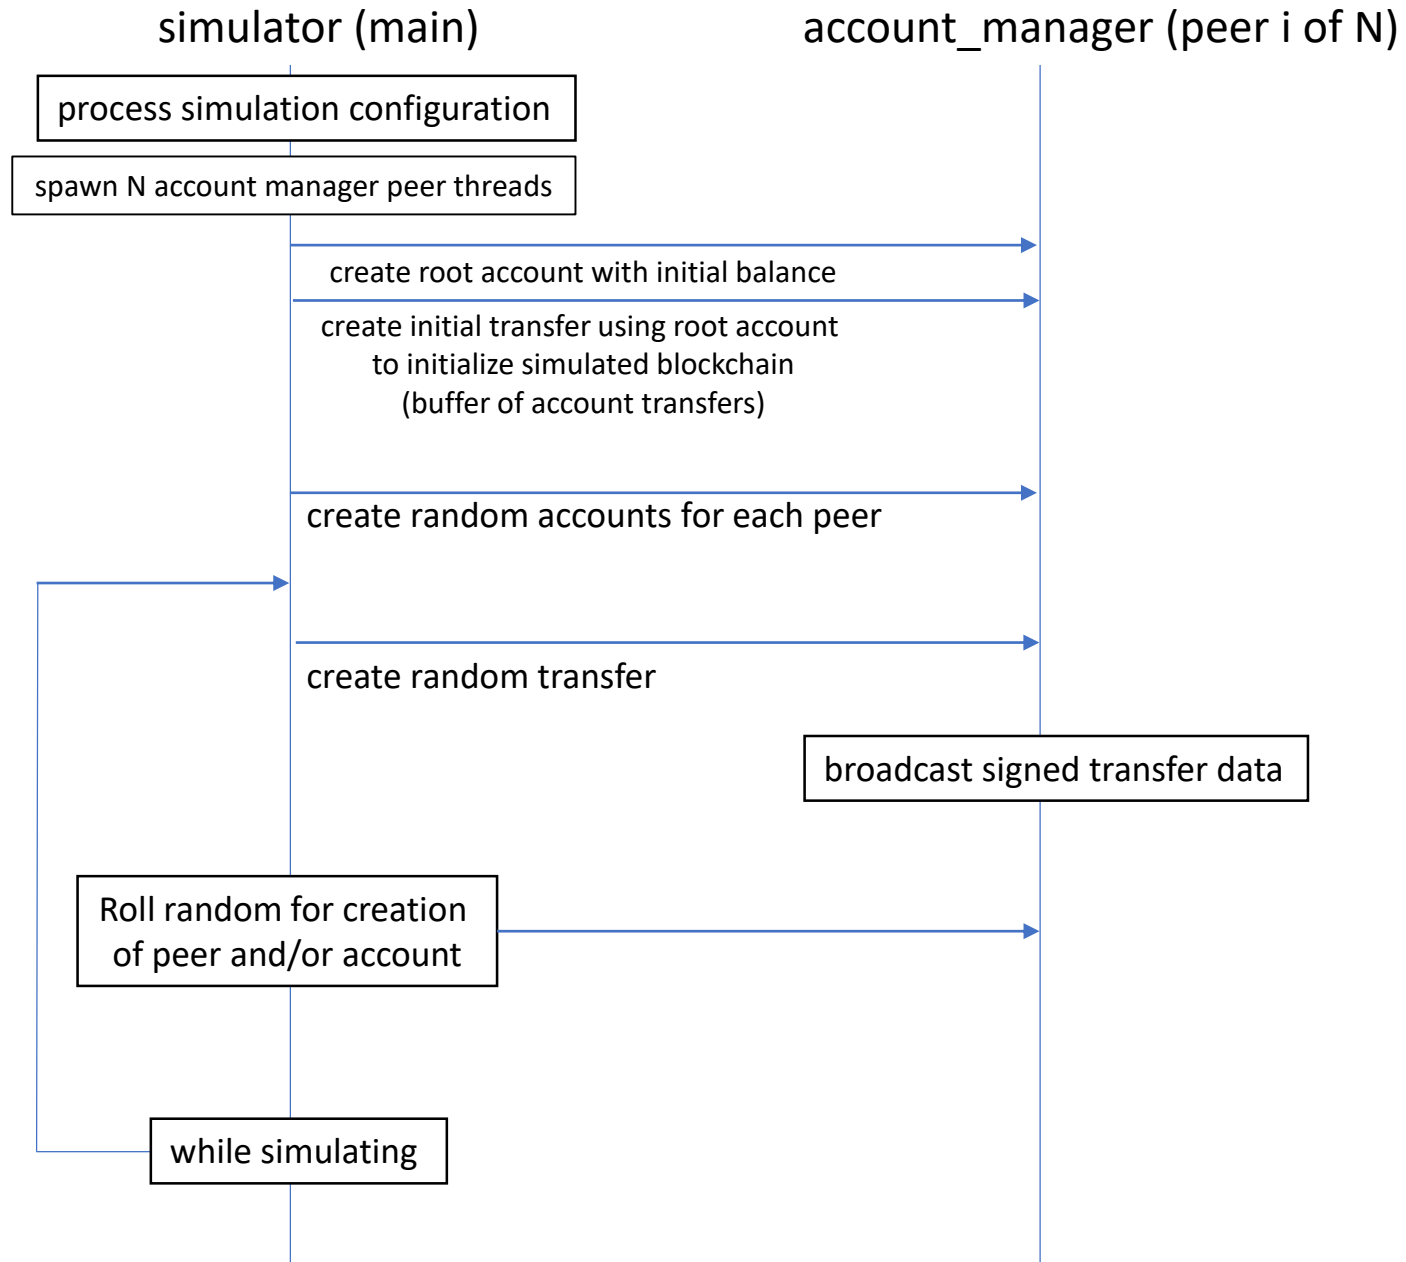 simulator (main)
account_manager (peer i of N)
process simulation configuration
spawn N account manager peer threads
create root account with initial balance
create initial transfer using root account
to initialize simulated blockchain
(buffer of account transfers)
create random accounts for each peer
create random transfer
broadcast signed transfer data
Roll random for creation
of peer and/or account
while simulating